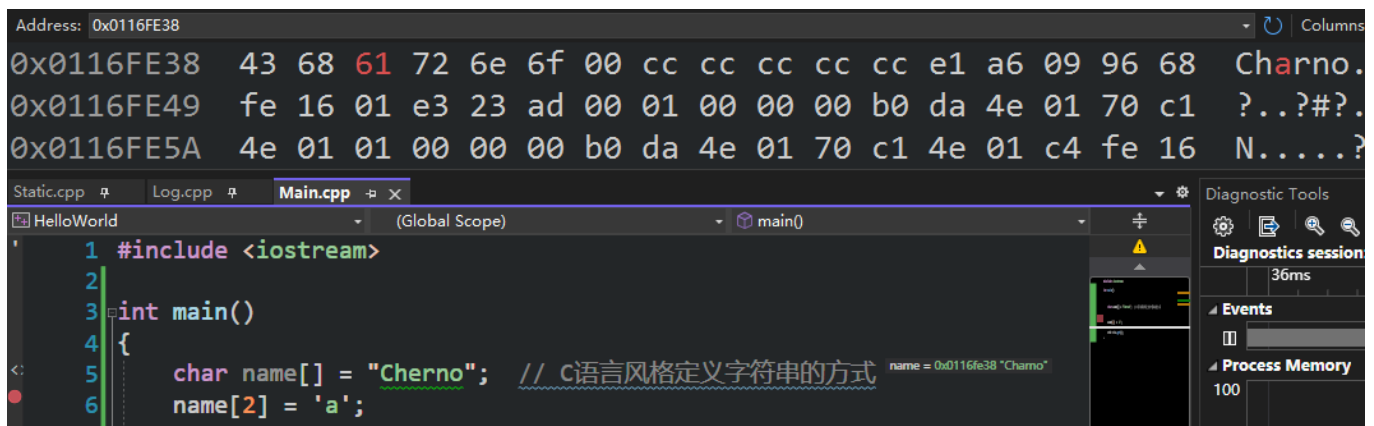 Address: 0x0116FE38 Columns
0x0116FE38 43 68 61 72 6e 6f 00 cc cc cc cc cc e1 a6 09 96 68 Charno.
0x0116FE49 fe 16 01 e3 23 ad 00 01 00 00 00 b0 da 4e 01 70 c1 ?..?#?.
0x0116FE5A 4e 01 01 00 00 00 b0 da 4e 01 70 c1 4e 01 c4 fe 16 N.....?
Static.cpp Log.cpp Main.cpp Diagnostic Tools
HelloWorld (Global Scope) main()
1 #include <iostream>
Diagnostics session:
2
36ms
3 int main()
Events
4 {
5 char name[] = "Cherno"; // C语言风格定义字符串的方式 name = 0x0116fe38 "Charno"
Process Memory
100
6 name[2] = 'a';